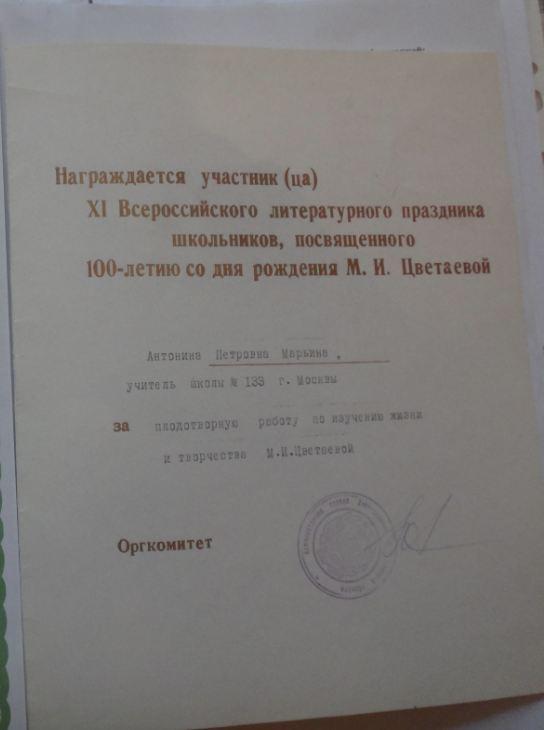 Награждается участник (ца)
XI Всероссийского литературного праздника
школьников, посвященного
100-летию со дня рождения М. И. Цветаевой
Антонина Петровна Марьина ,
учитель школы № 133 г. Москвы
за плодотворную работу по изучению жизни
и творчества М.И.Цветаевой
Оргкомитет